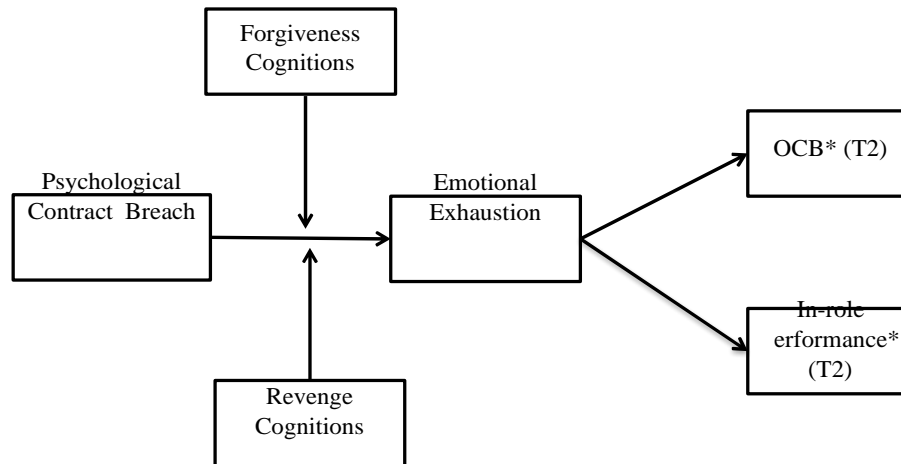 Forgiveness
Cognitions
Psychological
Contract Breach
Emotional
Exhaustion
OCB* (T2)
In-role
erformance*
(T2)
Revenge
Cognitions